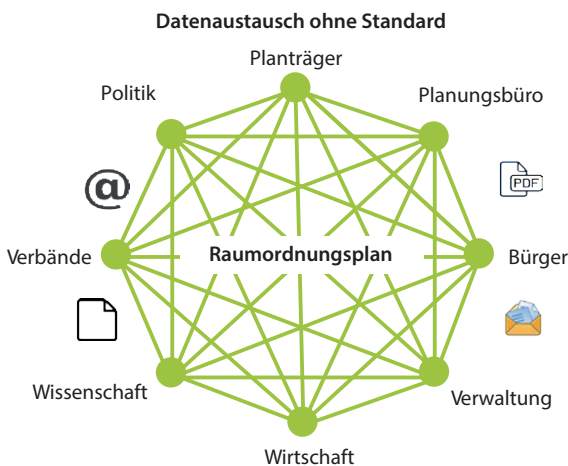 Datenaustausch ohne Standard
Planträger
Politik
Planungsbüro
@
PDF
Verbände
Raumordnungsplan
Bürger
Wissenschaft
Verwaltung
Wirtschaft